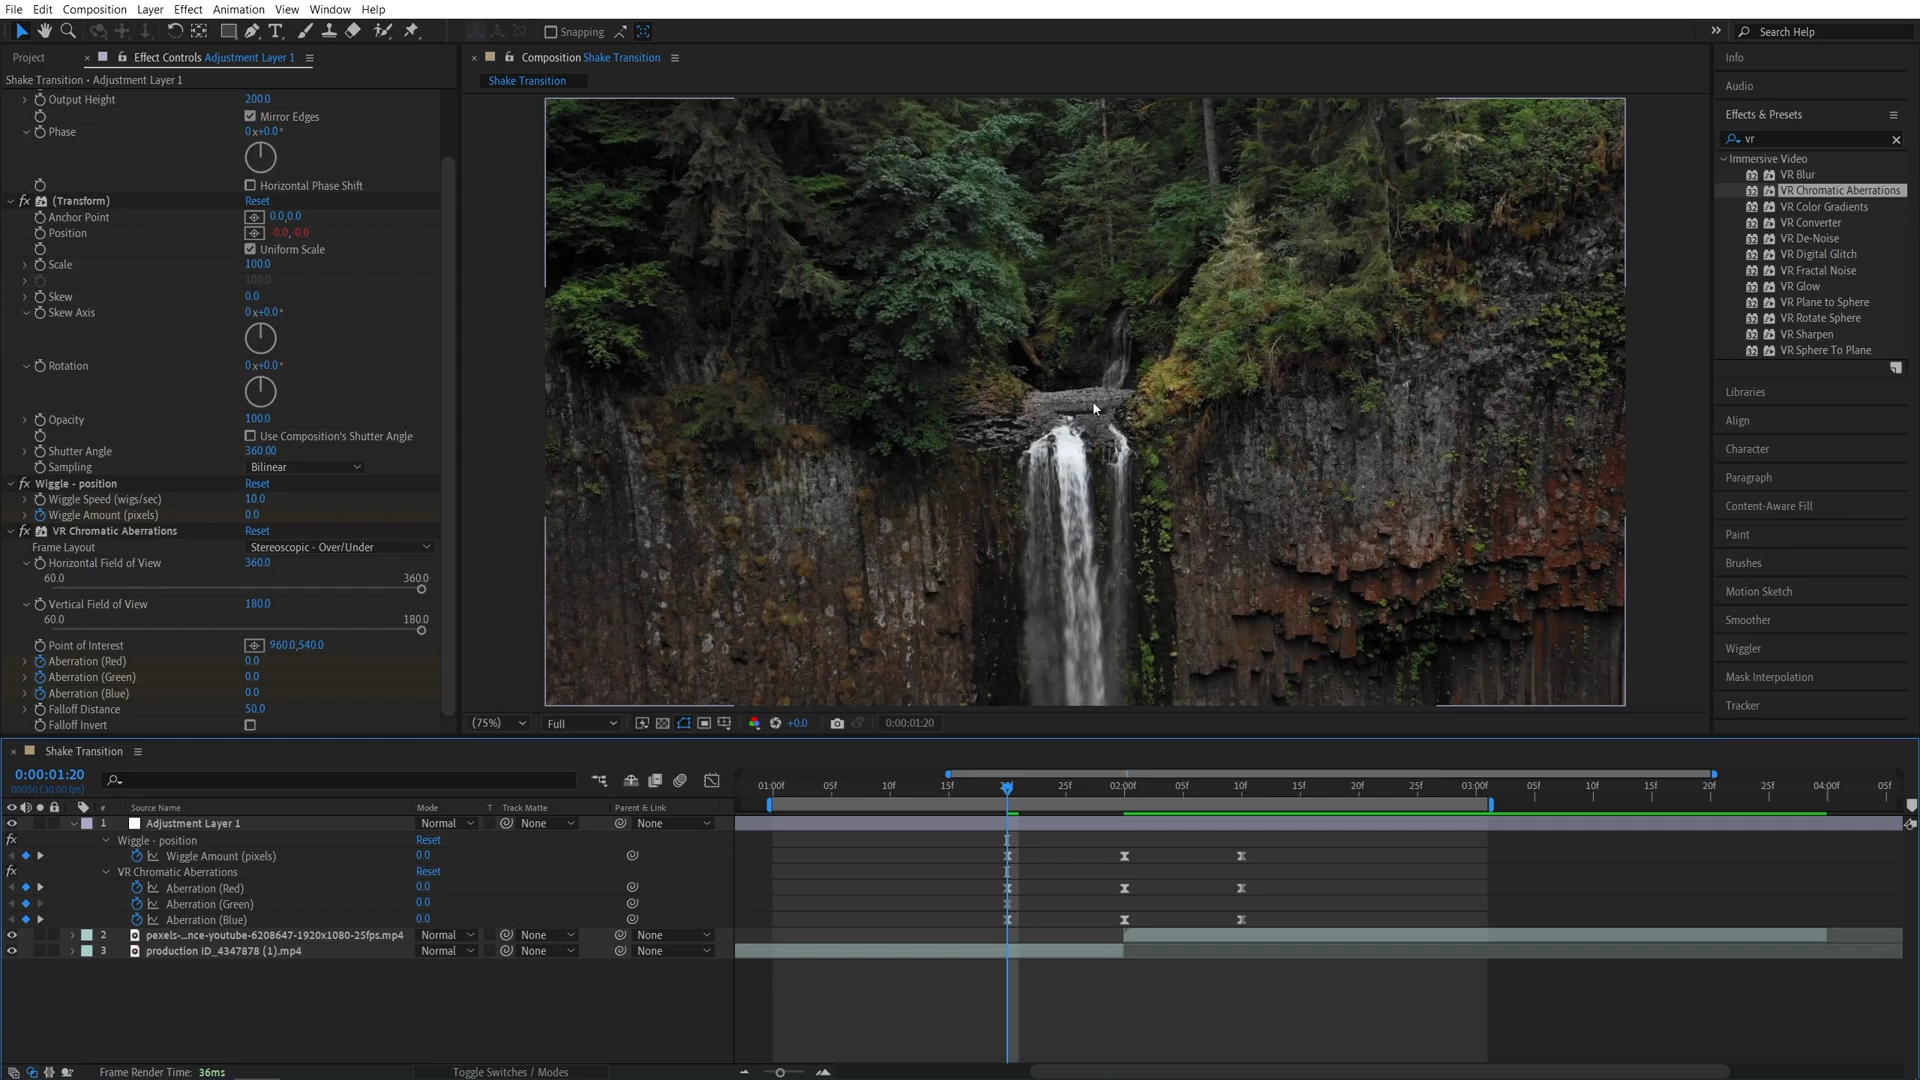 File Edit Composition Layer Effect Animation View Window Help
Snapping
Search Help
Project
Effect Controls Adjustment Layer 1
Composition Shake Transition
Shake Transition • Adjustment Layer 1
Shake Transition
Output Height 200.0
Mirror Edges
Phase 0x+0.0°
Horizontal Phase Shift
(Transform) Reset
Anchor Point 0.0,0.0
Position -0.0,-0.0
Uniform Scale
Scale 100.0
100.0
Skew 0.0
Skew Axis 0x+0.0°
Rotation 0x+0.0°
Opacity 100.0
Use Composition's Shutter Angle
Shutter Angle 360.00
Sampling Bilinear
Wiggle - position Reset
Wiggle Speed (wigs/sec) 10.0
Wiggle Amount (pixels) 0.0
VR Chromatic Aberrations Reset
Frame Layout Stereoscopic - Over/Under
Horizontal Field of View 360.0
60.0 360.0
Vertical Field of View 180.0
60.0 180.0
Point of Interest 960.0,540.0
Aberration (Red) 0.0
Aberration (Green) 0.0
Aberration (Blue) 0.0
Falloff Distance 50.0
Falloff Invert
(75%) Full +0.0 0:00:01:20
Info
Audio
Effects & Presets
vr
Immersive Video
VR Blur
VR Chromatic Aberrations
VR Color Gradients
VR Converter
VR De-Noise
VR Digital Glitch
VR Fractal Noise
VR Glow
VR Plane to Sphere
VR Rotate Sphere
VR Sharpen
VR Sphere To Plane
Libraries
Align
Character
Paragraph
Content-Aware Fill
Paint
Brushes
Motion Sketch
Smoother
Wiggler
Mask Interpolation
Tracker
Shake Transition
0:00:01:20
00050 (30.00 fps)
01:00f 05f 10f 15f 20f 25f 02:00f 05f 10f 15f 20f 25f 03:00f 05f 10f 15f 20f 25f 04:00f 05f
# Source Name Mode T Track Matte Parent & Link
1 Adjustment Layer 1 Normal None None
Wiggle - position Reset
Wiggle Amount (pixels) 0.0
VR Chromatic Aberrations Reset
Aberration (Red) 0.0
Aberration (Green) 0.0
Aberration (Blue) 0.0
2 pexels-...nce-youtube-6208647-1920x1080-25fps.mp4 Normal None None
3 production ID_4347878 (1).mp4 Normal None None
Frame Render Time: 36ms
Toggle Switches / Modes